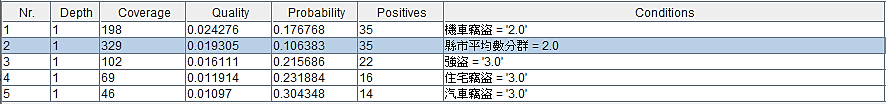 Nr. Depth Coverage Quality Probability Positives Conditions
1 1 198 0.024276 0.176768 35 機車竊盜 = '2.0'
2 1 329 0.019305 0.106383 35 縣市平均數分群 = 2.0
3 1 102 0.016111 0.215686 22 強盜 = '3.0'
4 1 69 0.011914 0.231884 16 住宅竊盜 = '3.0'
5 1 46 0.01097 0.304348 14 汽車竊盜 = '3.0'